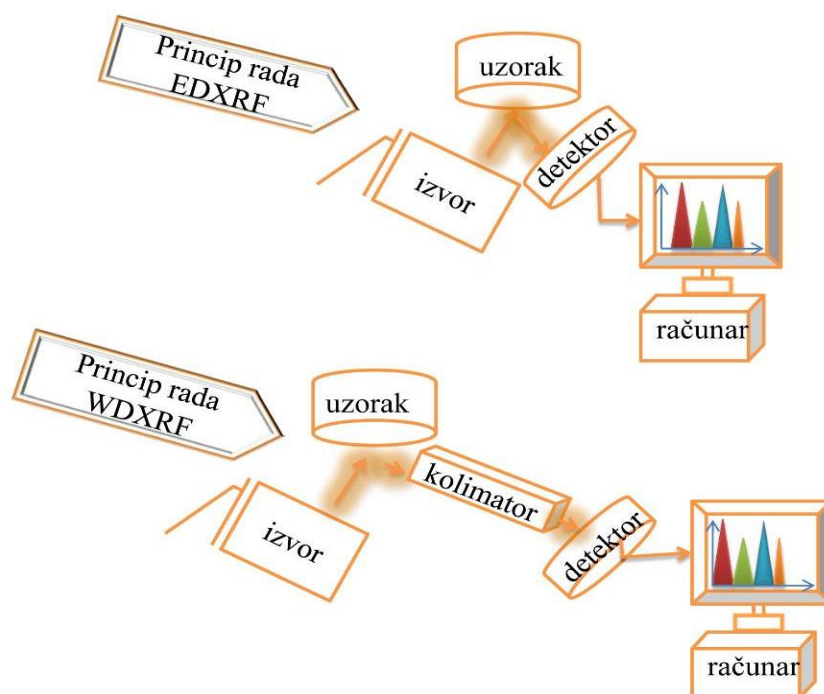 Princip rada
EDXRF
uzorak
izvor
detektor
računar
Princip rada
WDXRF
uzorak
izvor
kolimator
detektor
računar